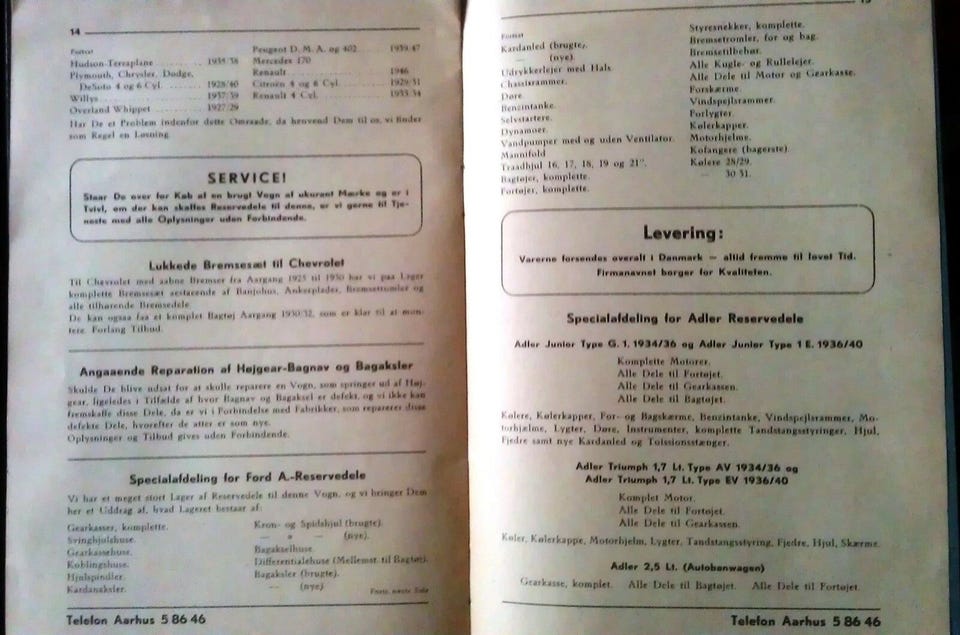 14
Fortsat
Hudson-Terraplane 1935/38
Plymouth, Chrysler, Dodge,
DeSoto 4 og 6 Cyl. 1928/40
Willys 1937/39
Overland Whippet 1927/29
Peugeot D. M. A. og 402 1939/47
Mercedes 170
Renault 1946
Citroën 4 og 6 Cyl. 1929/31
Renault 4 Cyl. 1933/34
Har De et Problem indenfor dette Omraade, da henvend Dem til os, vi finder
som Regel en Løsning.
SERVICE!
Staar De over for Køb af en brugt Vogn af ukurant Mærke og er i
Tvivl, om der kan skaffes Reservedele til denne, er vi gerne til Tje-
neste med alle Oplysninger uden Forbindende.
Lukkede Bremsesæt til Chevrolet
Til Chevrolet med aabne Bremser fra Aargang 1925 til 1930 har vi paa Lager
komplette Bremsesæt bestaaende af Banjohus, Ankerplader, Bremsetromler og
alle tilhørende Bremsedele.
De kan ogsaa faa et komplet Bagtøj Aargang 1930/32, som er klar til at mon-
tere. Forlang Tilbud.
Angaaende Reparation af Højgear-Bagnav og Bagaksler
Skulde De blive udsat for at skulle reparere en Vogn, som springer ud af Høj-
gear, ligeledes i Tilfælde af hvor Bagnav og Bagaksel er defekt, og vi ikke kan
fremskaffe disse Dele, da er vi i Forbindelse med Fabrikker, som reparerer disse
defekte Dele, hvorefter de atter er som nye.
Oplysninger og Tilbud gives uden Forbindende.
Specialafdeling for Ford A.-Reservedele
Vi har et meget stort Lager af Reservedele til denne Vogn, og vi bringer Dem
her et Uddrag af, hvad Lageret bestaar af:
Gearkasser, komplette.
Svinghjulshuse.
Gearkassehuse.
Koblingshuse.
Hjulspindler.
Kardanaksler.
Kron- og Spidshjul (brugte).
— » — (nye).
Bagakselhuse.
Differentialehuse (Mellemst. til Bagtøj).
Bagaksler (brugte).
— (nye).
Forts. næste Side
Telefon Aarhus 5 86 46
15
Fortsat
Kardanled (brugte).
— (nye).
Udrykkerlejer med Hals.
Chassisrammer.
Døre.
Benzintanke.
Selvstartere.
Dynamoer.
Vandpumper med og uden Ventilator.
Mannifold
Traadhjul 16, 17, 18, 19 og 21".
Bagtøjer, komplette.
Fortøjer, komplette.
Styresnekker, komplette.
Bremsetromler, for og bag.
Bremsetilbehør.
Alle Kugle- og Rullelejer.
Alle Dele til Motor og Gearkasse.
Forskærme.
Vindspejlsrammer.
Forlygter.
Kølerkapper.
Motorhjelme.
Kofangere (bagerste).
Kølere 28/29.
— 30/31.
Levering:
Varerne forsendes overalt i Danmark — altid fremme til lovet Tid.
Firmanavnet borger for Kvaliteten.
Specialafdeling for Adler Reservedele
Adler Junior Type G. 1. 1934/36 og Adler Junior Type 1 E. 1936/40
Komplette Motorer.
Alle Dele til Fortøjet.
Alle Dele til Gearkassen.
Alle Dele til Bagtøjet.
Kølere, Kølerkapper, For- og Bagskærme, Benzintanke, Vindspejlsrammer, Mo-
torhjelme, Lygter, Døre, Instrumenter, komplette Tandstangsstyringer, Hjul,
Fjedre samt nye Kardanled og Toissionsstænger.
Adler Triumph 1,7 Lt. Type AV 1934/36 og
Adler Triumph 1,7 Lt. Type EV 1936/40
Komplet Motor.
Alle Dele til Fortøjet.
Alle Dele til Gearkassen.
Køler, Kølerkappe, Motorhjelm, Lygter, Tandstangsstyring, Fjedre, Hjul, Skærme.
Adler 2,5 Lt. (Autobanwagen)
Gearkasse, komplet. Alle Dele til Bagtøjet. Alle Dele til Fortøjet.
Telefon Aarhus 5 86 46